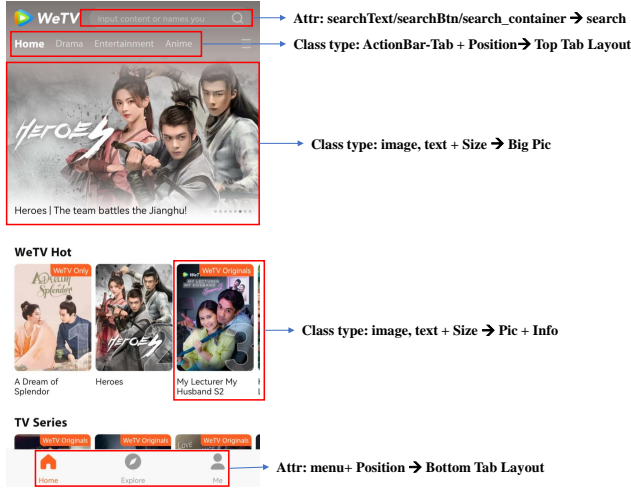 WeTV
Input content or names you
Attr: searchText/searchBtn/search_container → search
Home Drama Entertainment Anime
Class type: ActionBar-Tab + Position → Top Tab Layout
HEROES
Class type: image, text + Size → Big Pic
Heroes | The team battles the Jianghu!
WeTV Hot
WeTV Only
WeTV Originals
A Dream of Splendor
HEROES
MY LECTURER
MY HUSBAND
1
2
3
Class type: image, text + Size → Pic + Info
A Dream of
Splendor
Heroes
My Lecturer My
Husband S2
TV Series
WeTV Originals WeTV Originals WeTV Originals
LOVE
Home Explore Me
Attr: menu+ Position → Bottom Tab Layout